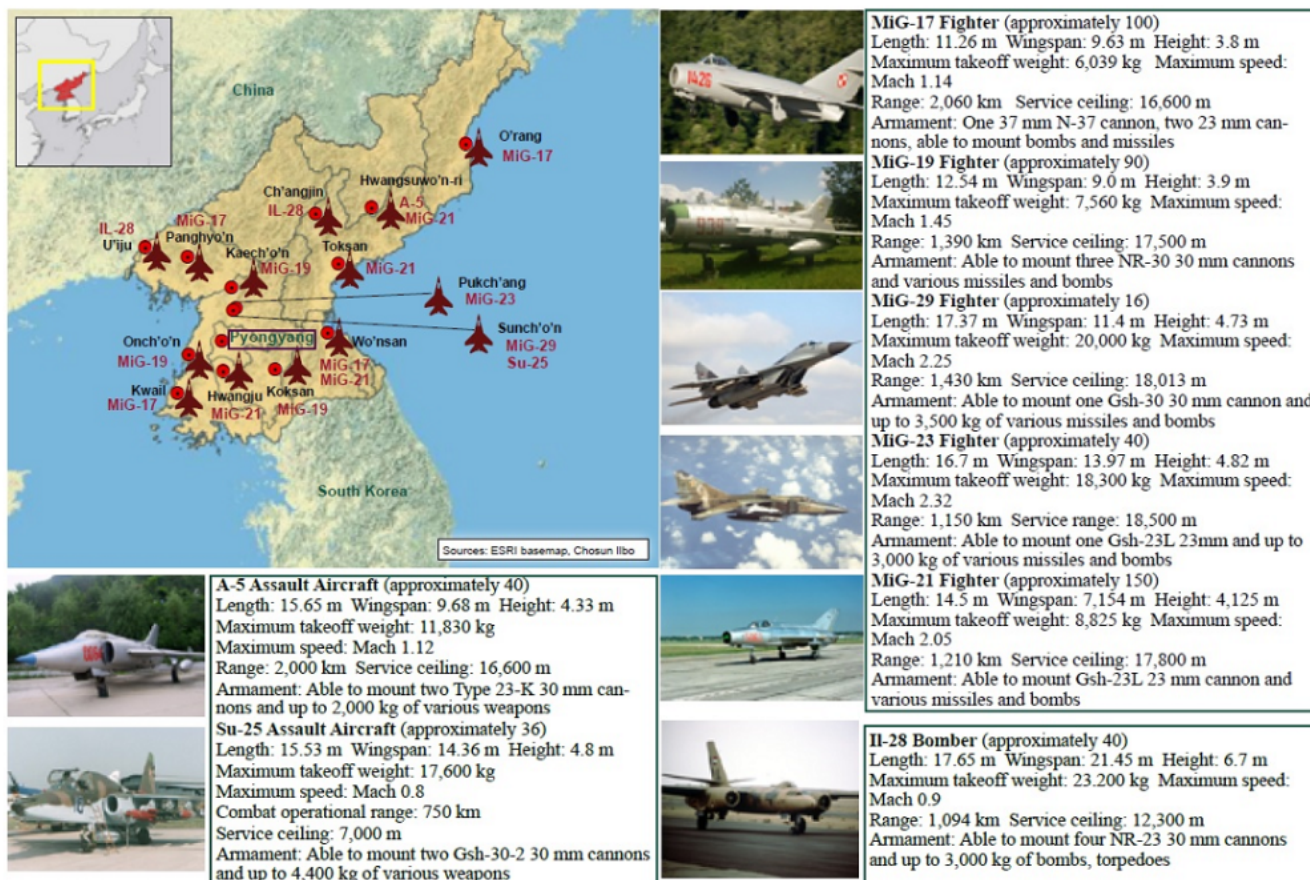 China
O'rang
MiG-17
Hwangsuwo'n-ri
A-5
MiG-21
Ch'angjin
IL-28
MiG-17
Panghyo'n
IL-28
U'iju
Kaech'o'n
MiG-19
Toksan
MiG-21
Pukch'ang
MiG-23
Sunch'o'n
MiG-29
Su-25
Pyongyang
Wo'nsan
MiG-17
MiG-21
Onch'o'n
MiG-19
Kwail
MiG-17
Hwangju
MiG-21
Koksan
MiG-19
South Korea
Sources: ESRI basemap, Chosun Ilbo
1426
MiG-17 Fighter (approximately 100)
Length: 11.26 m Wingspan: 9.63 m Height: 3.8 m
Maximum takeoff weight: 6,039 kg Maximum speed:
Mach 1.14
Range: 2,060 km Service ceiling: 16,600 m
Armament: One 37 mm N-37 cannon, two 23 mm can-
nons, able to mount bombs and missiles
MiG-19 Fighter (approximately 90)
Length: 12.54 m Wingspan: 9.0 m Height: 3.9 m
Maximum takeoff weight: 7,560 kg Maximum speed:
Mach 1.45
Range: 1,390 km Service ceiling: 17,500 m
Armament: Able to mount three NR-30 30 mm cannons
and various missiles and bombs
MiG-29 Fighter (approximately 16)
Length: 17.37 m Wingspan: 11.4 m Height: 4.73 m
Maximum takeoff weight: 20,000 kg Maximum speed:
Mach 2.25
Range: 1,430 km Service ceiling: 18,013 m
Armament: Able to mount one Gsh-30 30 mm cannon and
up to 3,500 kg of various missiles and bombs
MiG-23 Fighter (approximately 40)
Length: 16.7 m Wingspan: 13.97 m Height: 4.82 m
Maximum takeoff weight: 18,300 kg Maximum speed:
Mach 2.32
Range: 1,150 km Service range: 18,500 m
Armament: Able to mount one Gsh-23L 23mm and up to
3,000 kg of various missiles and bombs
MiG-21 Fighter (approximately 150)
Length: 14.5 m Wingspan: 7,154 m Height: 4,125 m
Maximum takeoff weight: 8,825 kg Maximum speed:
Mach 2.05
Range: 1,210 km Service ceiling: 17,800 m
Armament: Able to mount Gsh-23L 23 mm cannon and
various missiles and bombs
A-5 Assault Aircraft (approximately 40)
Length: 15.65 m Wingspan: 9.68 m Height: 4.33 m
Maximum takeoff weight: 11,830 kg
Maximum speed: Mach 1.12
Range: 2,000 km Service ceiling: 16,600 m
Armament: Able to mount two Type 23-K 30 mm can-
nons and up to 2,000 kg of various weapons
Su-25 Assault Aircraft (approximately 36)
Length: 15.53 m Wingspan: 14.36 m Height: 4.8 m
Maximum takeoff weight: 17,600 kg
Maximum speed: Mach 0.8
Combat operational range: 750 km
Service ceiling: 7,000 m
Armament: Able to mount two Gsh-30-2 30 mm cannons
and up to 4,400 kg of various weapons
Il-28 Bomber (approximately 40)
Length: 17.65 m Wingspan: 21.45 m Height: 6.7 m
Maximum takeoff weight: 23.200 kg Maximum speed:
Mach 0.9
Range: 1,094 km Service ceiling: 12,300 m
Armament: Able to mount four NR-23 30 mm cannons
and up to 3,000 kg of bombs, torpedoes